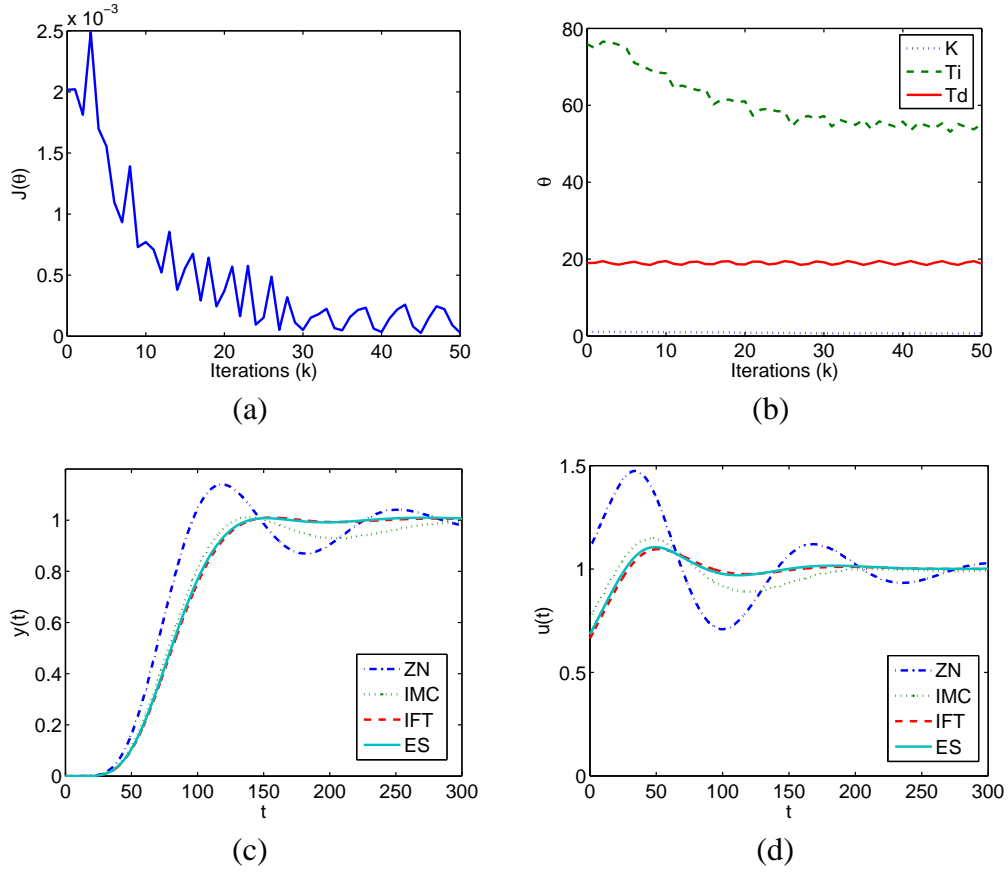 x 10⁻³
2.5
2
1.5
1
0.5
0
J(θ)
0 10 20 30 40 50
Iterations (k)
(a)
80
60
40
20
0
θ
K
Ti
Td
0 10 20 30 40 50
Iterations (k)
(b)
1
0.8
0.6
0.4
0.2
0
y(t)
ZN
IMC
IFT
ES
0 50 100 150 200 250 300
t
(c)
1.5
1
0.5
0
u(t)
ZN
IMC
IFT
ES
0 50 100 150 200 250 300
t
(d)